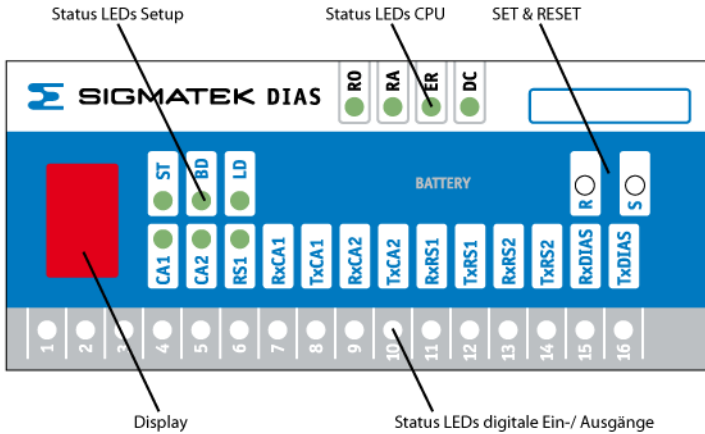 Status LEDs Setup
Status LEDs CPU
SET & RESET
SIGMATEK DIAS
RO
RA
ER
DC
ST
BD
LD
BATTERY
R
S
CA1
CA2
RS1
RxCA1
TxCA1
RxCA2
TxCA2
RxRS1
TxRS1
RxRS2
TxRS2
RxDIAS
TxDIAS
1
2
3
4
5
6
7
8
9
10
11
12
13
14
15
16
Display
Status LEDs digitale Ein-/ Ausgänge